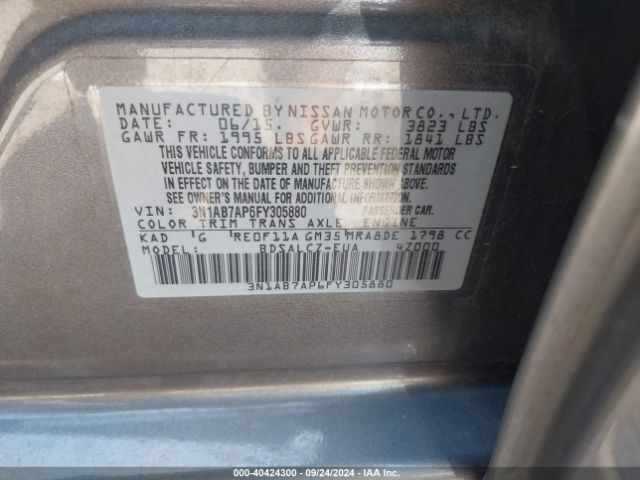 MANUFACTURED BY NISSAN MOTOR CO., LTD.
DATE: 06/15 GVWR: 3823 LBS
GAWR FR: 1995 LBS GAWR RR: 1841 LBS
THIS VEHICLE CONFORMS TO ALL APPLICABLE FEDERAL MOTOR
VEHICLE SAFETY, BUMPER AND THEFT PREVENTION STANDARDS
IN EFFECT ON THE DATE OF MANUFACTURE SHOWN ABOVE.
SEE OWNER'S MANUAL FOR ADDITIONAL INFORMATION.
VIN: 3N1AB7AP6FY305880 PASSENGER CAR.
COLOR TRIM TRANS AXLE ENGINE
KAD G RE0F11A GM35 MRA8DE 1798 CC
BDSALCZ-EUA 4Z000
3N1AB7AP6FY305880
000-40424300 - 09/24/2024 - IAA Inc.